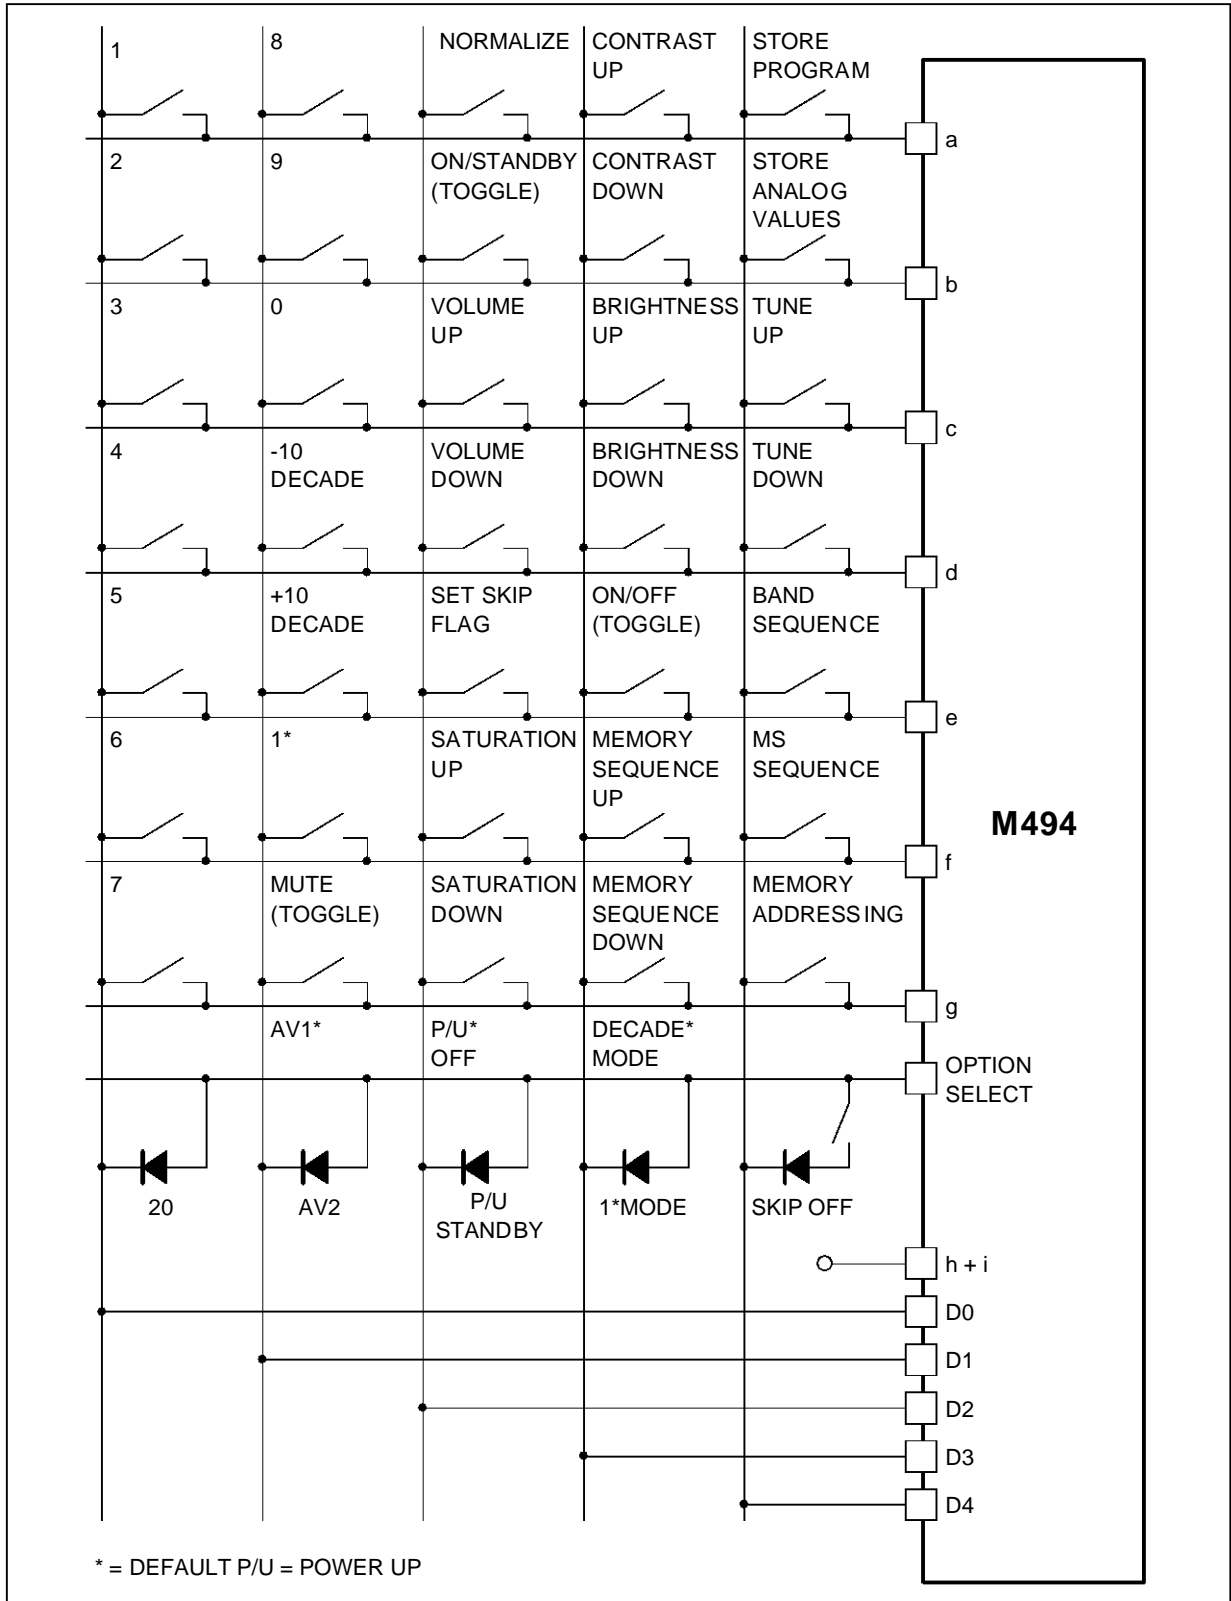 1
8
NORMALIZE
CONTRAST
UP
STORE
PROGRAM
a
2
9
ON/STANDBY
(TOGGLE)
CONTRAST
DOWN
STORE
ANALOG
VALUES
b
3
0
VOLUME
UP
BRIGHTNESS
UP
TUNE
UP
c
4
-10
DECADE
VOLUME
DOWN
BRIGHTNESS
DOWN
TUNE
DOWN
d
5
+10
DECADE
SET SKIP
FLAG
ON/OFF
(TOGGLE)
BAND
SEQUENCE
e
6
1*
SATURATION
UP
MEMORY
SEQUENCE
UP
MS
SEQUENCE
M494
f
7
MUTE
(TOGGLE)
SATURATION
DOWN
MEMORY
SEQUENCE
DOWN
MEMORY
ADDRESSING
g
AV1*
P/U*
OFF
DECADE*
MODE
OPTION
SELECT
20
AV2
P/U
STANDBY
1*MODE
SKIP OFF
h + i
D0
D1
D2
D3
D4
* = DEFAULT P/U = POWER UP